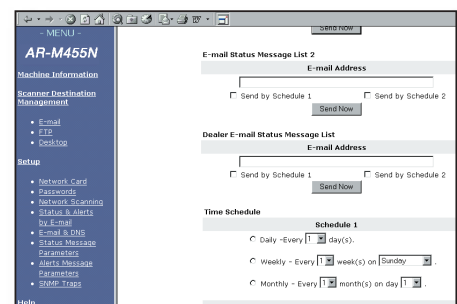 - MENU -
AR-M455N
Machine Information
Scanner Destination
Management
E-mail
FTP
Desktop
Setup
Network Card
Passwords
Network Scanning
Status & Alerts
by E-mail
E-mail & DNS
Status Message
Parameters
Alerts Message
Parameters
SNMP Traps
Help
Send Now
E-mail Status Message List 2
E-mail Address
Send by Schedule 1 Send by Schedule 2
Send Now
Dealer E-mail Status Message List
E-mail Address
Send by Schedule 1 Send by Schedule 2
Send Now
Time Schedule
Schedule 1
Daily -Every 1 day(s).
Weekly - Every 1 week(s) on Sunday .
Monthly - Every 1 month(s) on day 1 .